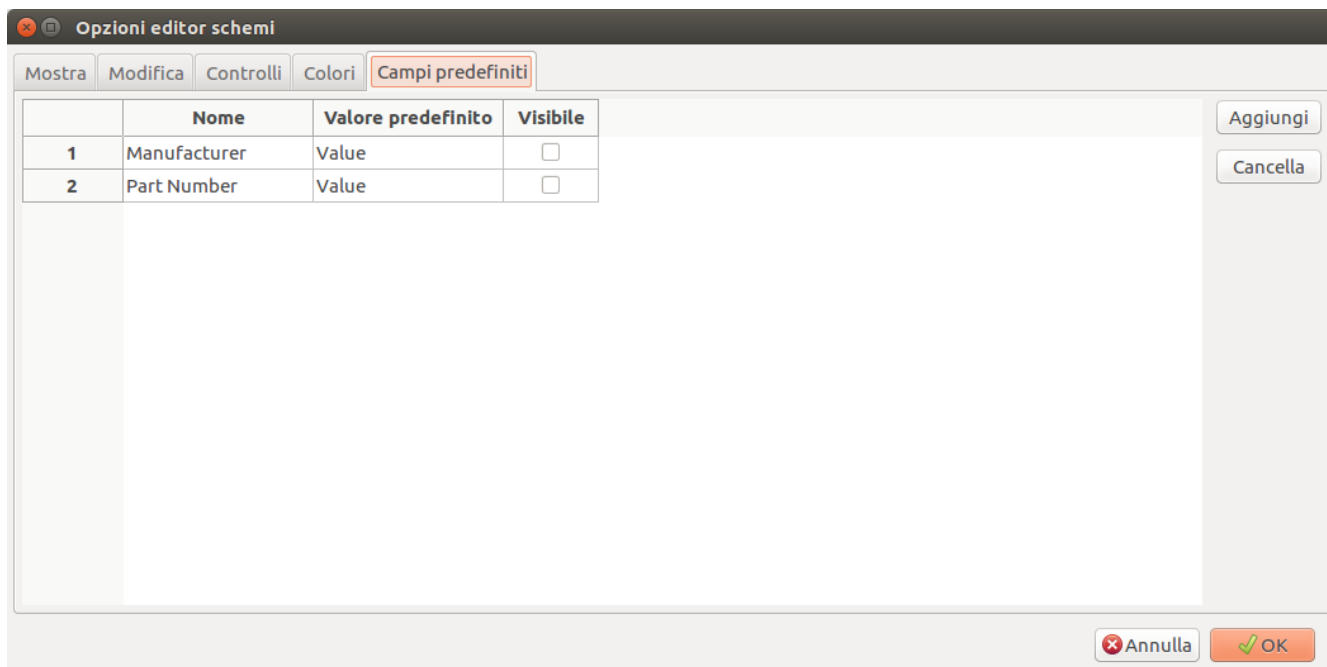 Opzioni editor schemi
Mostra Modifica Controlli Colori Campi predefiniti
Nome Valore predefinito Visibile
1 Manufacturer Value
2 Part Number Value
Aggiungi
Cancella
Annulla OK